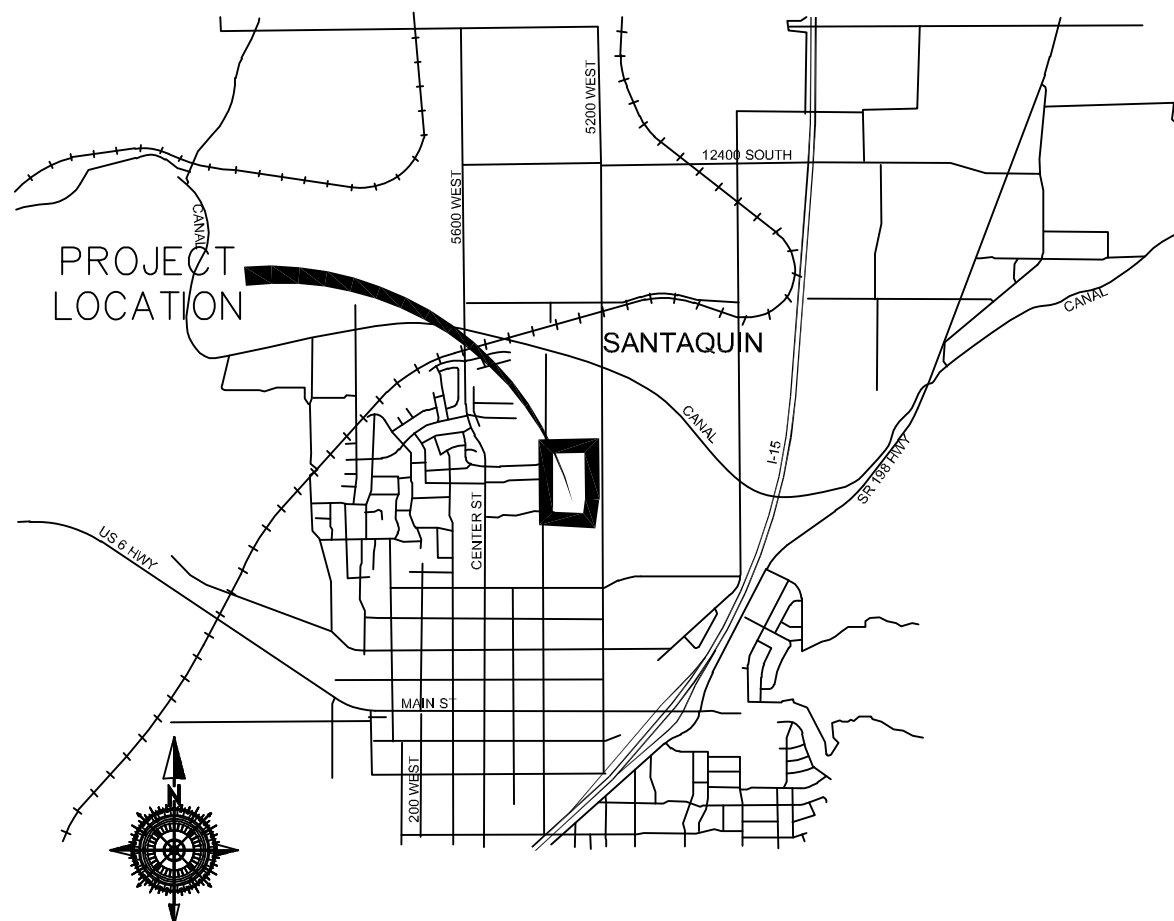 5200 WEST
12400 SOUTH
5600 WEST
CANAL
PROJECT
LOCATION
CANAL
SANTAQUIN
CANAL
I-15
SR 198 HWY
CENTER ST
US 6 HWY
MAIN ST
200 WEST
N